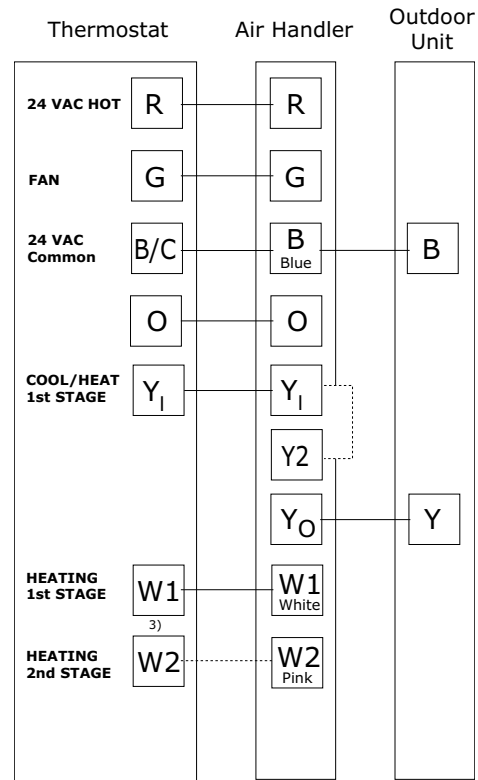 Thermostat Air Handler Outdoor
Unit
24 VAC HOT R R
FAN G G
24 VAC
Common B/C B B
Blue
O O
COOL/HEAT
1st STAGE YI YI
Y2
YO Y
HEATING
1st STAGE W1 W1
White
3)
HEATING
2nd STAGE W2 W2
Pink